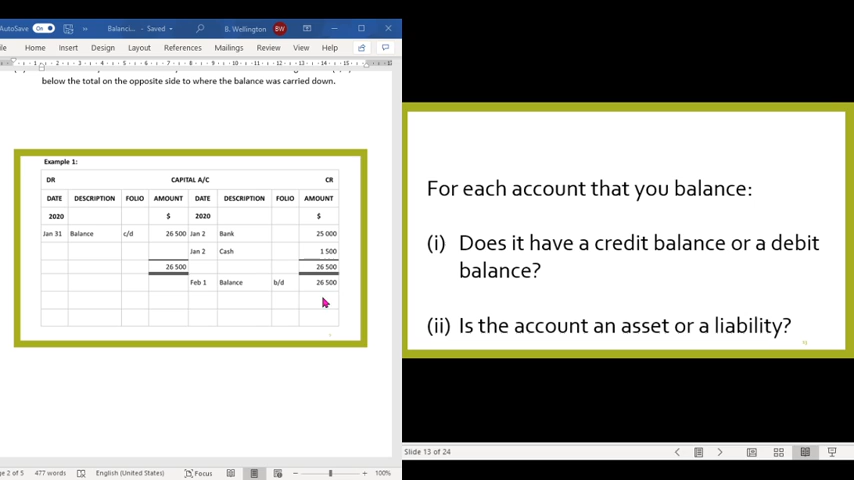 AutoSave On Balanci... Saved B. Wellington BW
File Home Insert Design Layout References Mailings Review View Help
below the total on the opposite side to where the balance was carried down.
Example 1:
DR CAPITAL A/C CR
DATE DESCRIPTION FOLIO AMOUNT DATE DESCRIPTION FOLIO AMOUNT
2020 $ 2020 $
Jan 31 Balance c/d 26 500 Jan 2 Bank 25 000
Jan 2 Cash 1 500
26 500 26 500
Feb 1 Balance b/d 26 500
ge 2 of 5 477 words English (United States) Focus 100%
For each account that you balance:
(i) Does it have a credit balance or a debit
balance?
(ii) Is the account an asset or a liability?
13
Slide 13 of 24